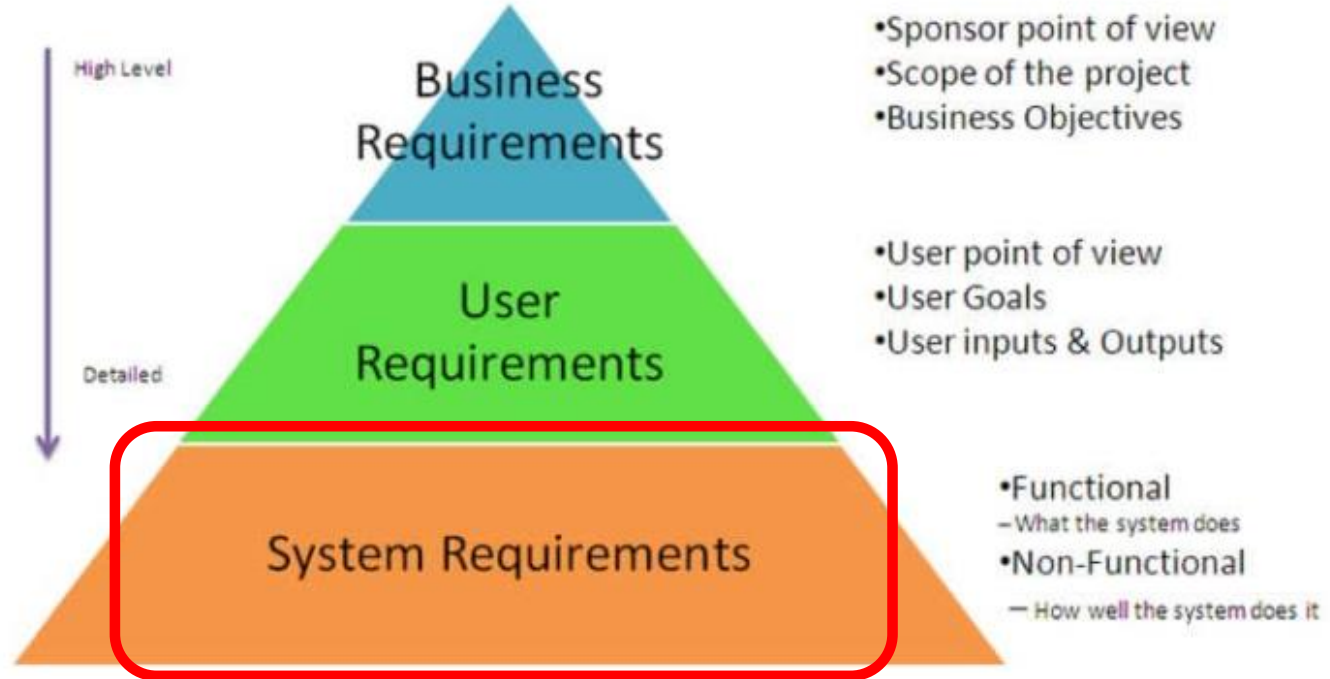 High Level
Detailed
Business
Requirements
•Sponsor point of view
•Scope of the project
•Business Objectives
User
Requirements
•User point of view
•User Goals
•User inputs & Outputs
System Requirements
•Functional
–What the system does
•Non-Functional
— How well the system does it